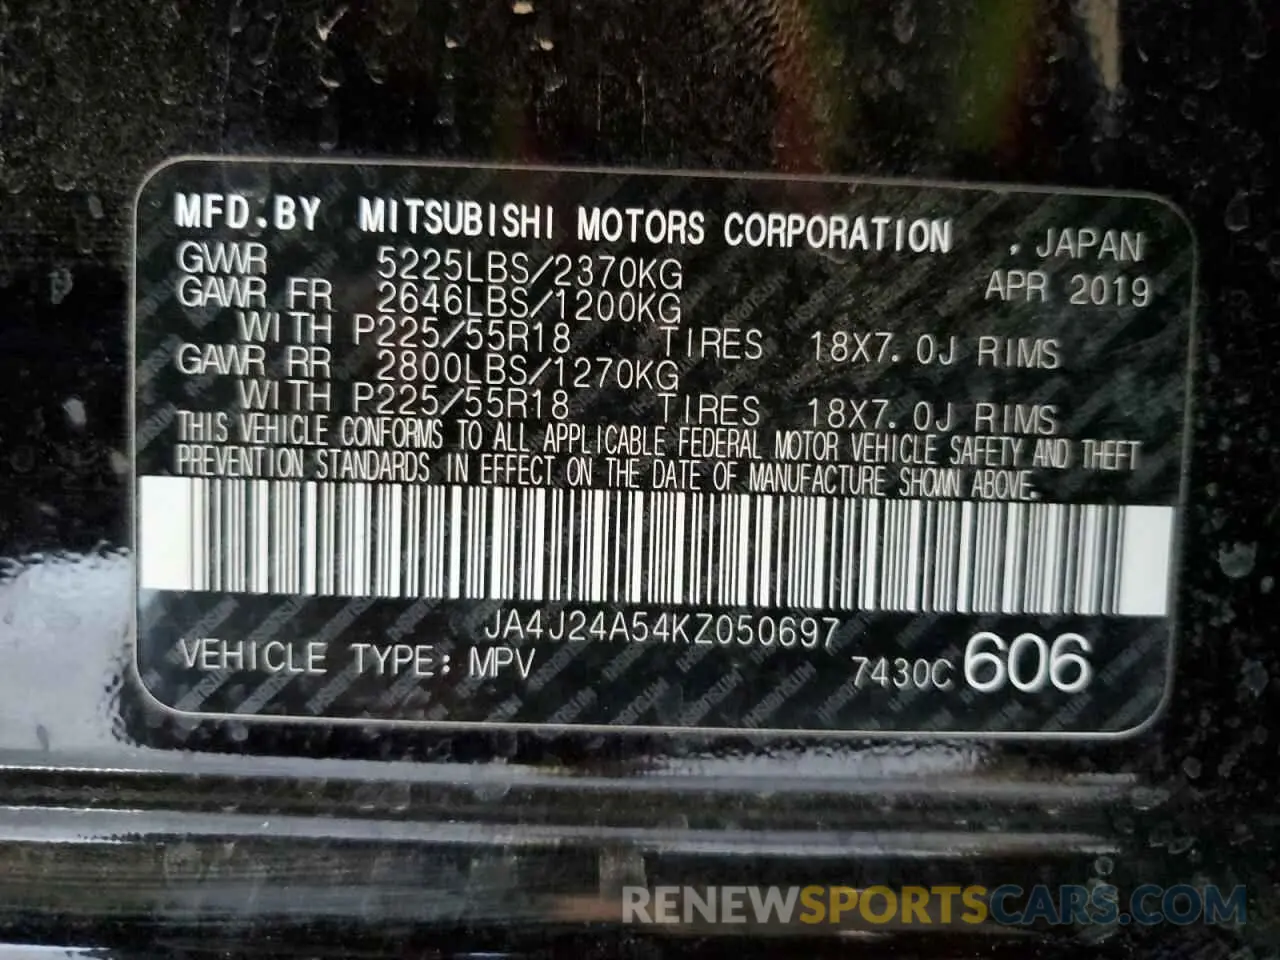 MFD.BY MITSUBISHI MOTORS CORPORATION , JAPAN
GVWR 5225LBS/2370KG APR 2019
GAWR FR 2646LBS/1200KG
WITH P225/55R18 TIRES 18X7.0J RIMS
GAWR RR 2800LBS/1270KG
WITH P225/55R18 TIRES 18X7.0J RIMS
THIS VEHICLE CONFORMS TO ALL APPLICABLE FEDERAL MOTOR VEHICLE SAFETY AND THEFT
PREVENTION STANDARDS IN EFFECT ON THE DATE OF MANUFACTURE SHOWN ABOVE.
JA4J24A54KZ050697
VEHICLE TYPE: MPV 7430C 606
RENEWSPORTSCARS.COM